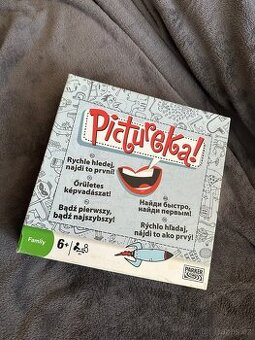 Pictureka!
Rychle hledej,
najdi to první!
Őrületes
képvadászat!
Найди быстро,
найди первым!
Bądź pierwszy,
bądź najszybszy!
Rýchlo hľadaj,
nájdi to ako prvý!
Family
6+
PARKER